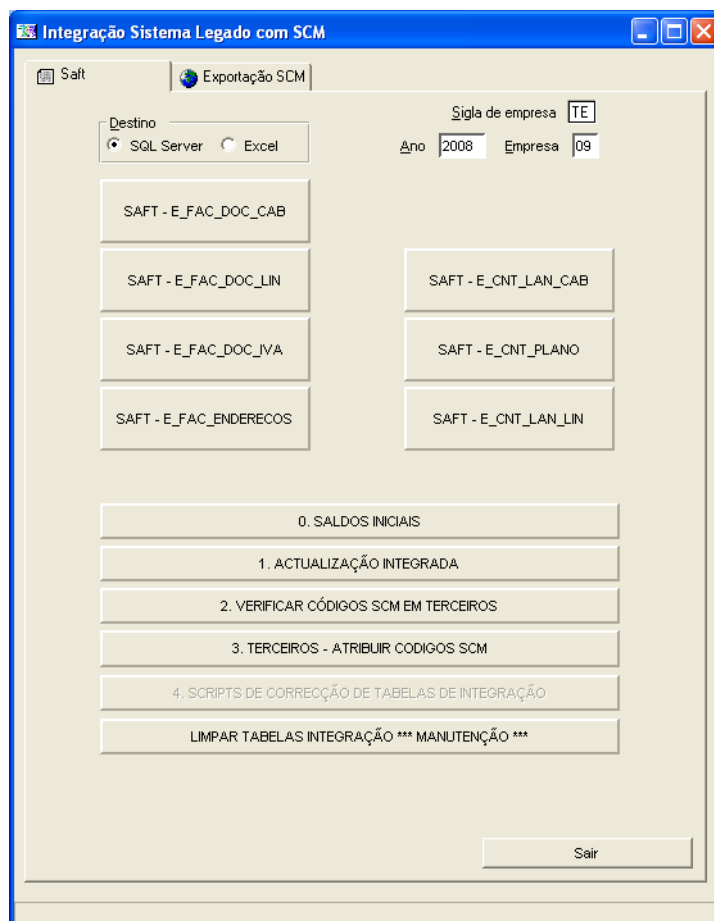 Integração Sistema Legado com SCM
Saft
Exportação SCM
Sigla de empresa TE
Destino
SQL Server Excel
Ano 2008 Empresa 09
SAFT - E_FAC_DOC_CAB
SAFT - E_FAC_DOC_LIN
SAFT - E_CNT_LAN_CAB
SAFT - E_FAC_DOC_IVA
SAFT - E_CNT_PLANO
SAFT - E_FAC_ENDERECOS
SAFT - E_CNT_LAN_LIN
0. SALDOS INICIAIS
1. ACTUALIZAÇÃO INTEGRADA
2. VERIFICAR CÓDIGOS SCM EM TERCEIROS
3. TERCEIROS - ATRIBUIR CODIGOS SCM
4. SCRIPTS DE CORRECÇÃO DE TABELAS DE INTEGRAÇÃO
LIMPAR TABELAS INTEGRAÇÃO *** MANUTENÇÃO ***
Sair